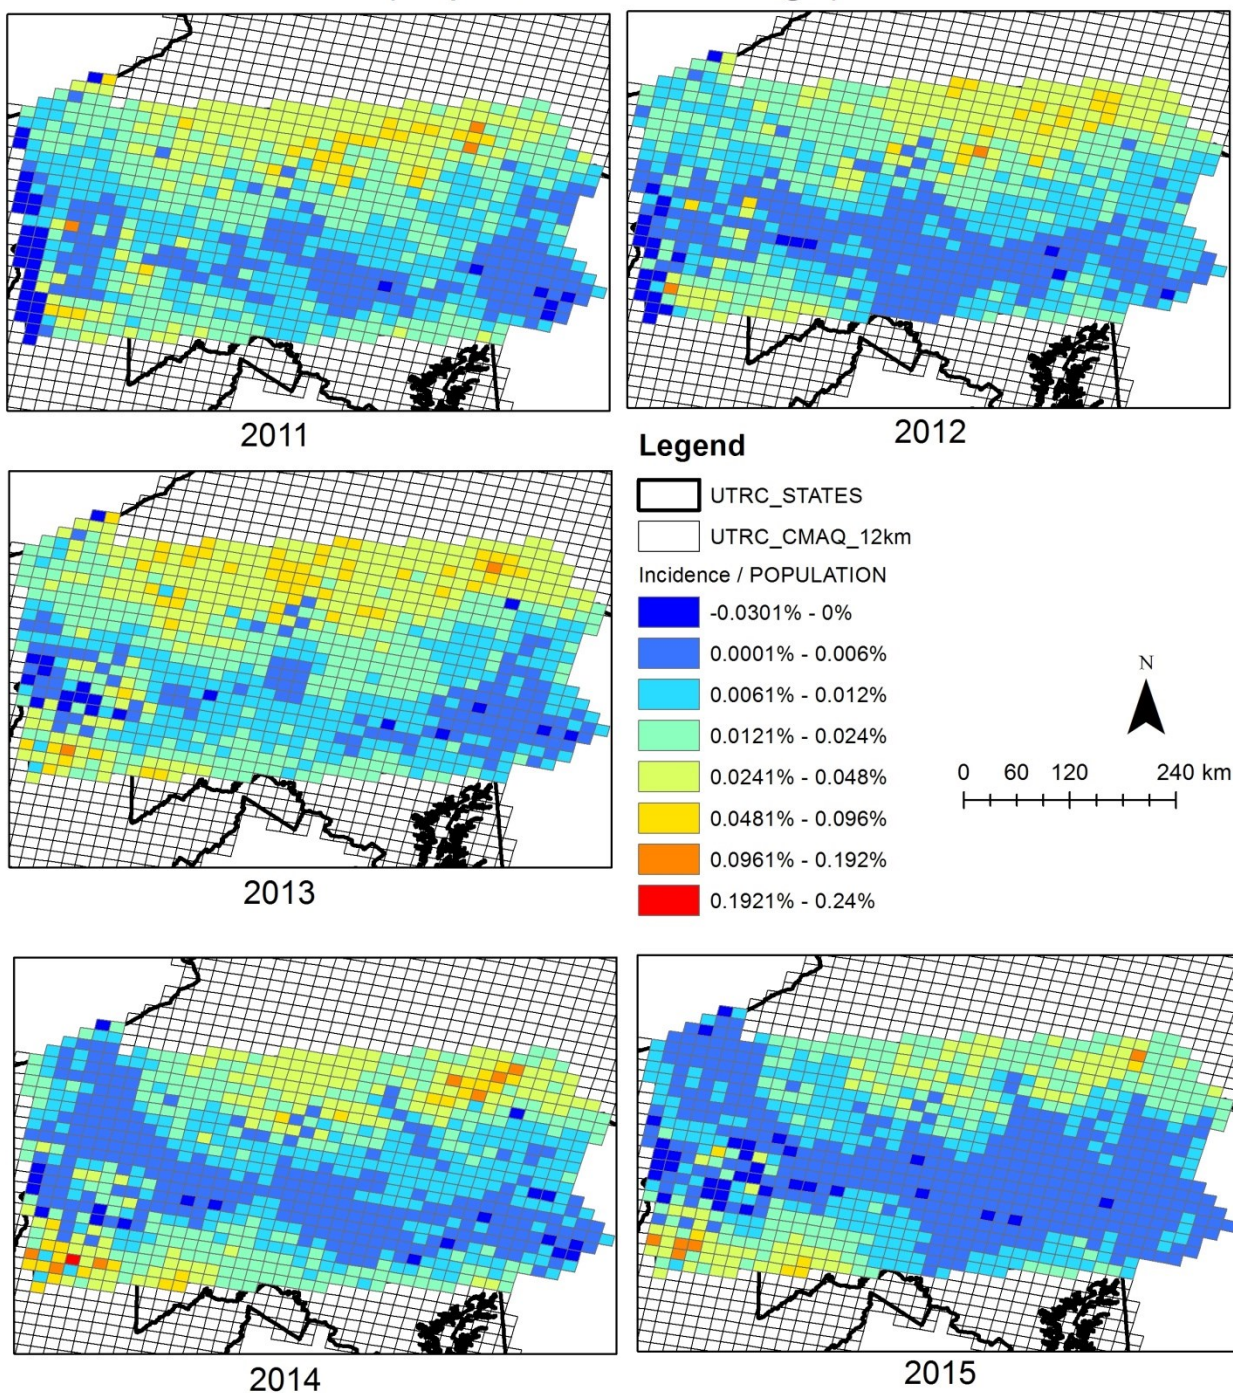 2011
2012
Legend
UTRC_STATES
UTRC_CMAQ_12km
Incidence / POPULATION
-0.0301% - 0%
0.0001% - 0.006%
0.0061% - 0.012%
0.0121% - 0.024%
0.0241% - 0.048%
0.0481% - 0.096%
0.0961% - 0.192%
0.1921% - 0.24%
N
0 60 120 240 km
2013
2014
2015